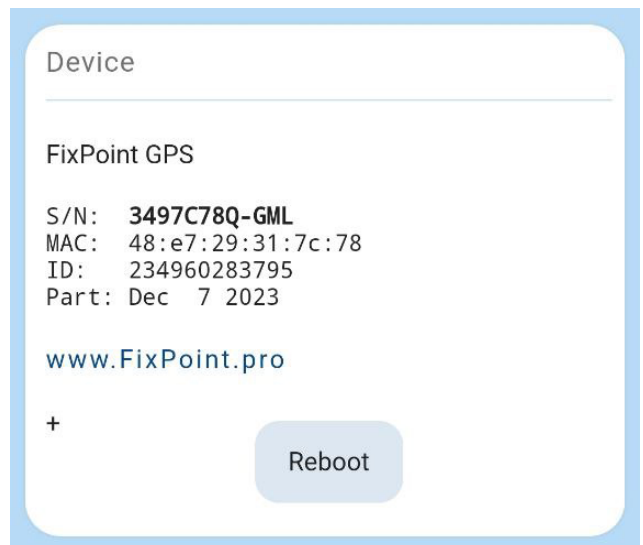 Device
FixPoint GPS
S/N:  3497C78Q-GML
MAC:  48:e7:29:31:7c:78
ID:   234960283795
Part: Dec  7 2023
www.FixPoint.pro
+
Reboot